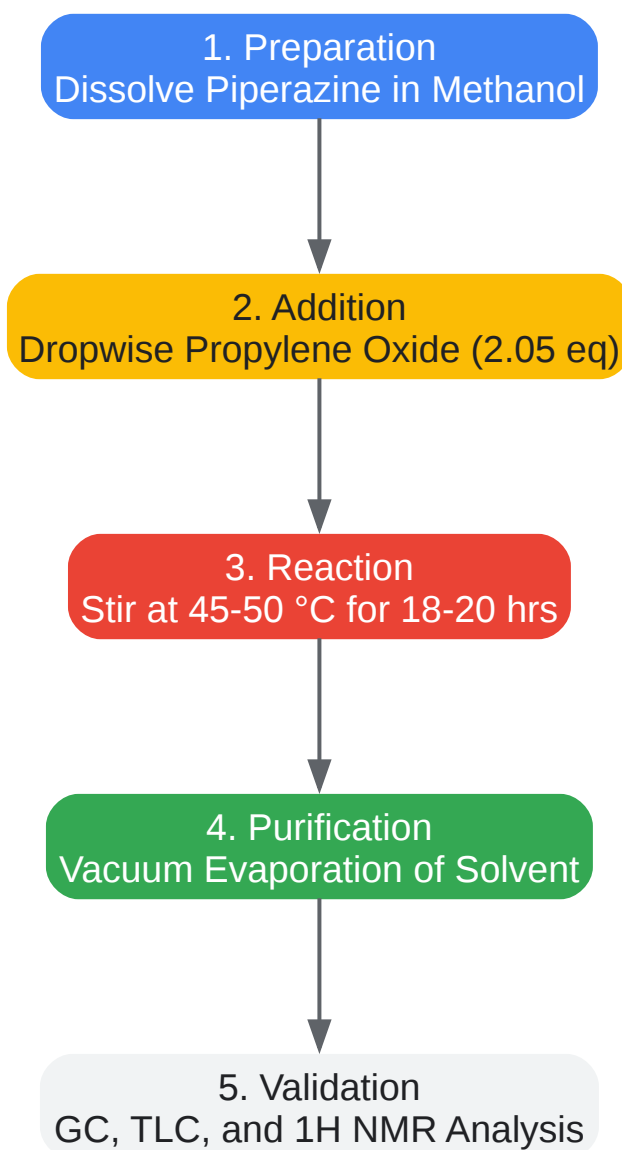 1. Preparation
Dissolve Piperazine in Methanol
2. Addition
Dropwise Propylene Oxide (2.05 eq)
3. Reaction
Stir at 45-50 °C for 18-20 hrs
4. Purification
Vacuum Evaporation of Solvent
5. Validation
GC, TLC, and 1H NMR Analysis